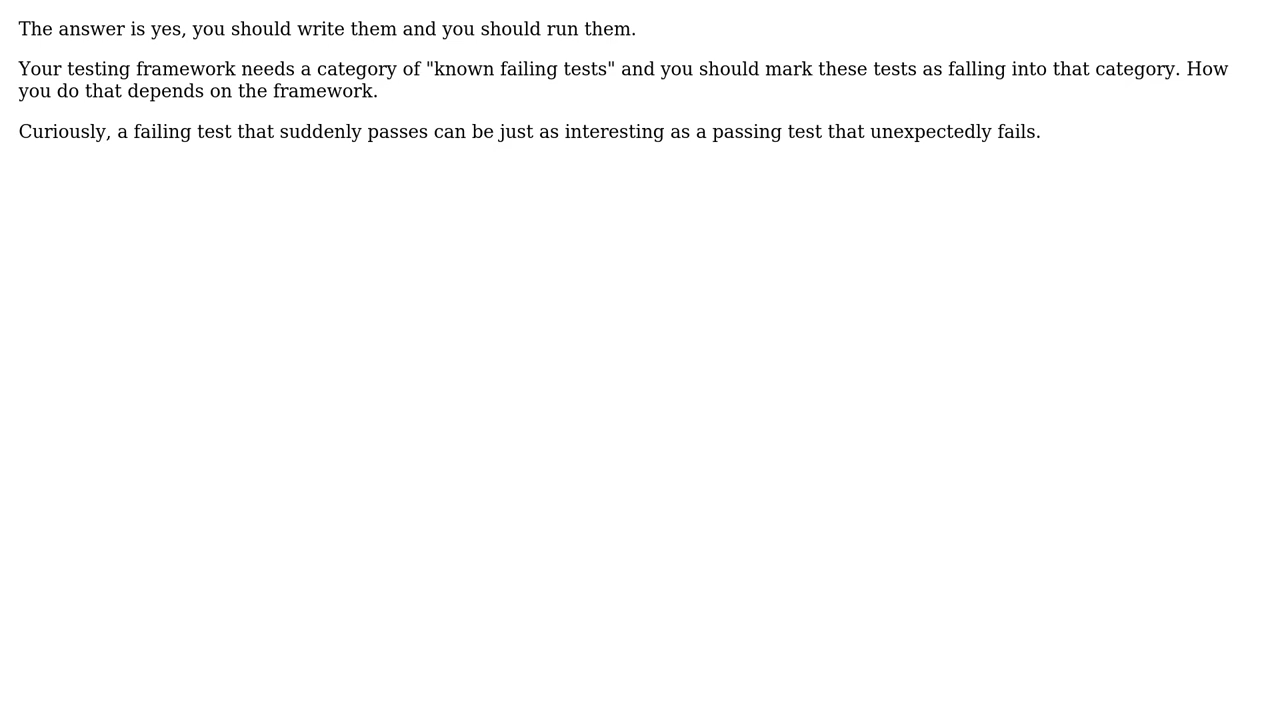 The answer is yes, you should write them and you should run them.
Your testing framework needs a category of "known failing tests" and you should mark these tests as falling into that category. How
you do that depends on the framework.
Curiously, a failing test that suddenly passes can be just as interesting as a passing test that unexpectedly fails.